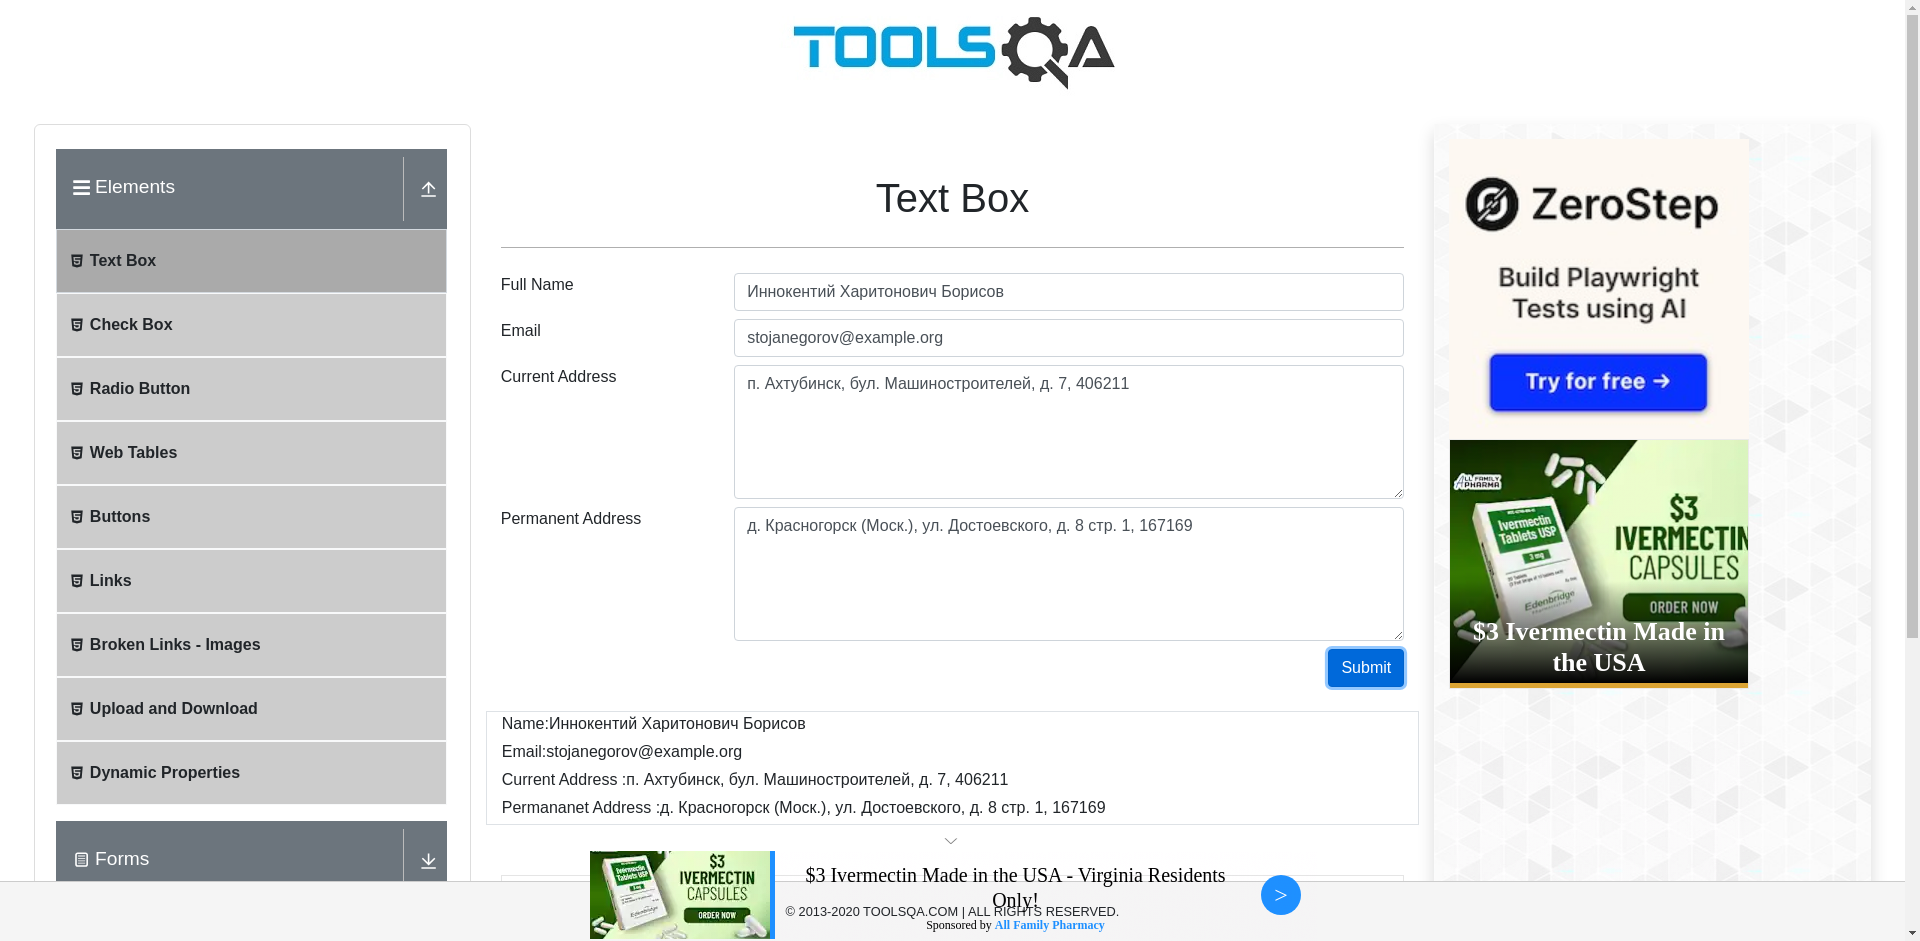 TOOLSQA
Elements
Text Box
Check Box
Radio Button
Web Tables
Buttons
Links
Broken Links - Images
Upload and Download
Dynamic Properties
Forms
Text Box
Full Name
Иннокентий Харитонович Борисов
Email
stojanegorov@example.org
Current Address
п. Ахтубинск, бул. Машиностроителей, д. 7, 406211
Permanent Address
д. Красногорск (Моск.), ул. Достоевского, д. 8 стр. 1, 167169
Submit
Name:Иннокентий Харитонович Борисов
Email:stojanegorov@example.org
Current Address :п. Ахтубинск, бул. Машиностроителей, д. 7, 406211
Permananet Address :д. Красногорск (Моск.), ул. Достоевского, д. 8 стр. 1, 167169
ZeroStep
Build Playwright
Tests using AI
Try for free →
ALL FAMILY
PHARMA
Ivermectin
Tablets USP
3 mg
Edenbridge
$3
IVERMECTIN
CAPSULES
ORDER NOW
$3 Ivermectin Made in
the USA
Ivermectin
Tablets USP
$3
IVERMECTIN
CAPSULES
ORDER NOW
$3 Ivermectin Made in the USA - Virginia Residents
Only!
>
© 2013-2020 TOOLSQA.COM | ALL RIGHTS RESERVED.
Sponsored by All Family Pharmacy